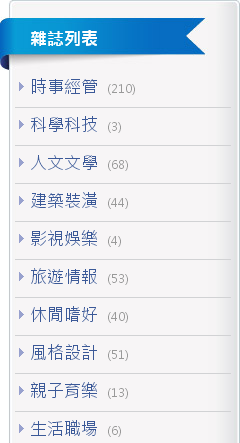 雜誌列表
時事經管 (210)
科學科技 (3)
人文文學 (68)
建築裝潢 (44)
影視娛樂 (4)
旅遊情報 (53)
休閒嗜好 (40)
風格設計 (51)
親子育樂 (13)
生活職場 (6)